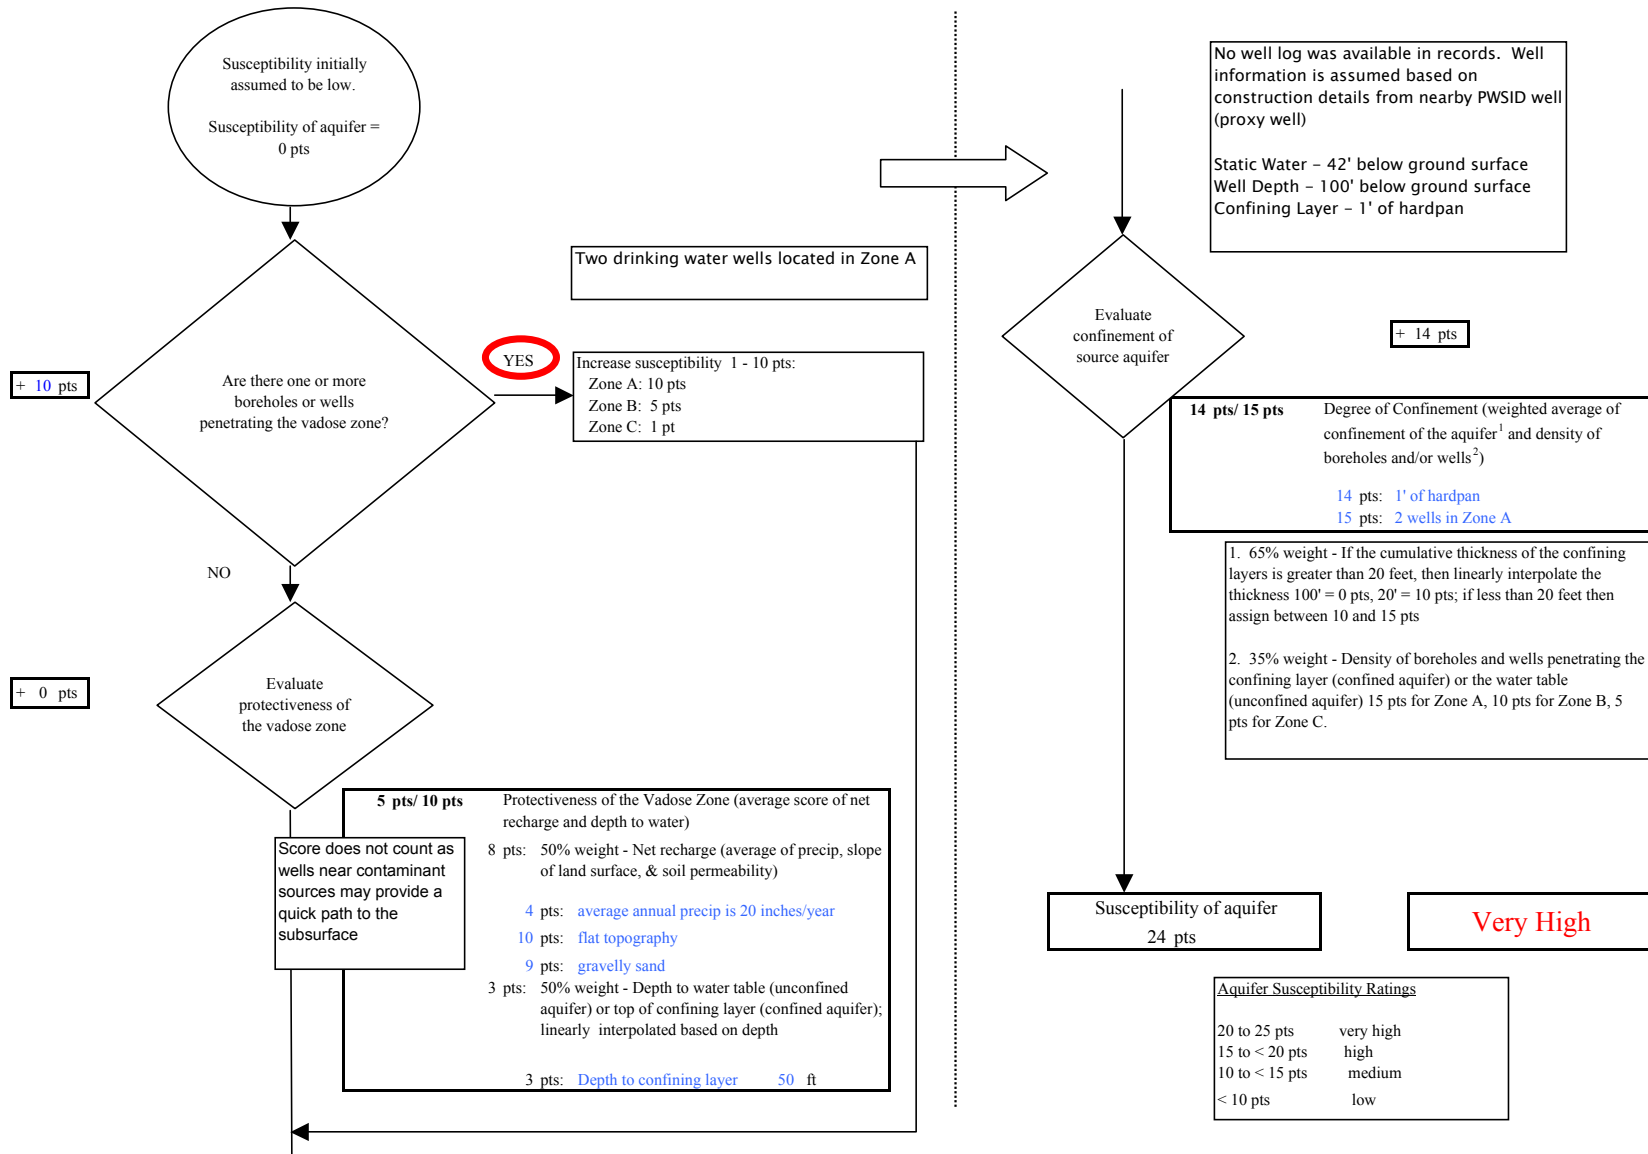 Susceptibility initially
assumed to be low.
Susceptibility of aquifer =
0 pts
Two drinking water wells located in Zone A
+ 10 pts
Are there one or more
boreholes or wells
penetrating the vadose zone?
YES
Increase susceptibility 1 - 10 pts:
Zone A: 10 pts
Zone B: 5 pts
Zone C: 1 pt
NO
+ 0 pts
Evaluate
protectiveness of
the vadose zone
5 pts/ 10 pts
Protectiveness of the Vadose Zone (average score of net
recharge and depth to water)
Score does not count as
wells near contaminant
sources may provide a
quick path to the
subsurface
8 pts: 50% weight - Net recharge (average of precip, slope
of land surface, & soil permeability)
4 pts: average annual precip is 20 inches/year
10 pts: flat topography
9 pts: gravelly sand
3 pts: 50% weight - Depth to water table (unconfined
aquifer) or top of confining layer (confined aquifer);
linearly interpolated based on depth
3 pts: Depth to confining layer 50 ft
No well log was available in records. Well
information is assumed based on
construction details from nearby PWSID well
(proxy well)
Static Water – 42' below ground surface
Well Depth – 100' below ground surface
Confining Layer – 1' of hardpan
Evaluate
confinement of
source aquifer
+ 14 pts
14 pts/ 15 pts
Degree of Confinement (weighted average of
confinement of the aquifer1 and density of
boreholes and/or wells2)
14 pts: 1' of hardpan
15 pts: 2 wells in Zone A
1. 65% weight - If the cumulative thickness of the confining
layers is greater than 20 feet, then linearly interpolate the
thickness 100' = 0 pts, 20' = 10 pts; if less than 20 feet then
assign between 10 and 15 pts
2. 35% weight - Density of boreholes and wells penetrating the
confining layer (confined aquifer) or the water table
(unconfined aquifer) 15 pts for Zone A, 10 pts for Zone B, 5
pts for Zone C.
Susceptibility of aquifer
24 pts
Very High
Aquifer Susceptibility Ratings
20 to 25 pts very high
15 to < 20 pts high
10 to < 15 pts medium
< 10 pts low